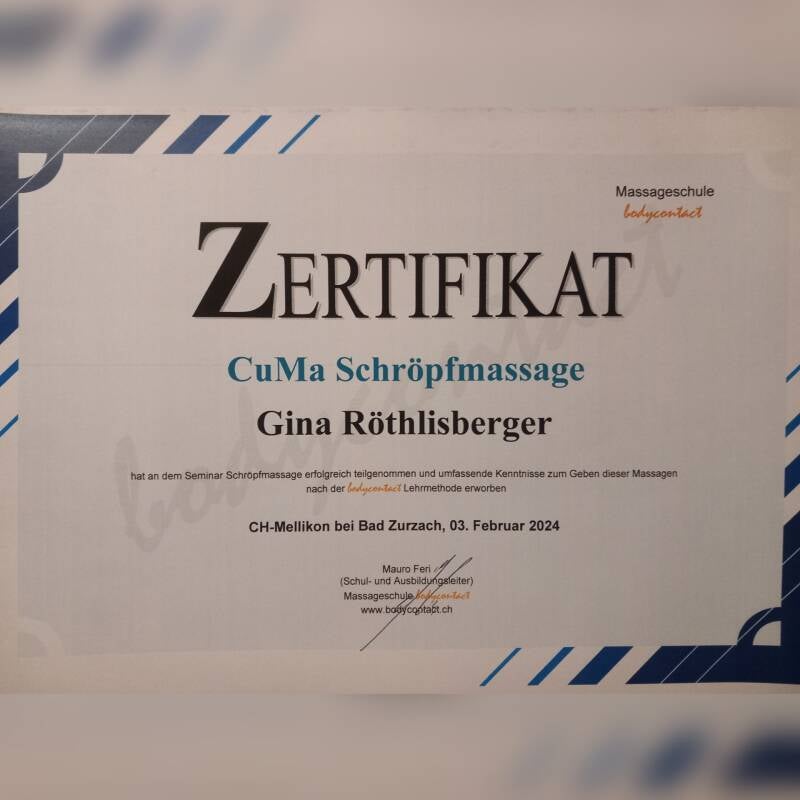 Massageschule
bodycontact
ZERTIFIKAT
CuMa Schröpfmassage
Gina Röthlisberger
hat an dem Seminar Schröpfmassage erfolgreich teilgenommen und umfassende Kenntnisse zum Geben dieser Massagen
nach der bodycontact Lehrmethode erworben
CH-Mellikon bei Bad Zurzach, 03. Februar 2024
Mauro Feri
(Schul- und Ausbildungsleiter)
Massageschule bodycontact
www.bodycontact.ch
bodycontact